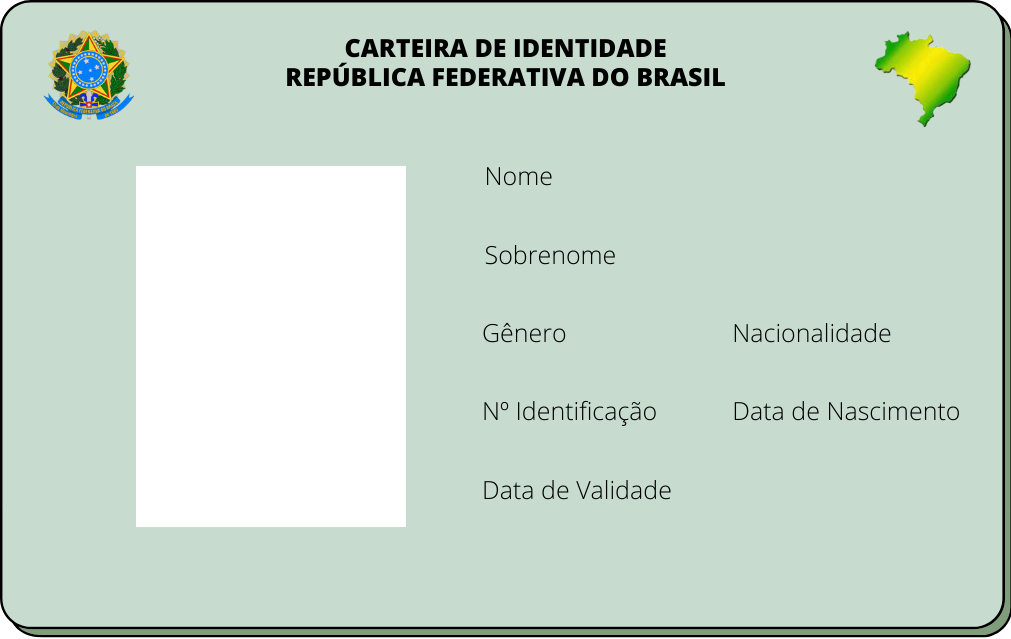 CARTEIRA DE IDENTIDADE
REPÚBLICA FEDERATIVA DO BRASIL
Nome
Sobrenome
Gênero
Nacionalidade
Nº Identificação
Data de Nascimento
Data de Validade